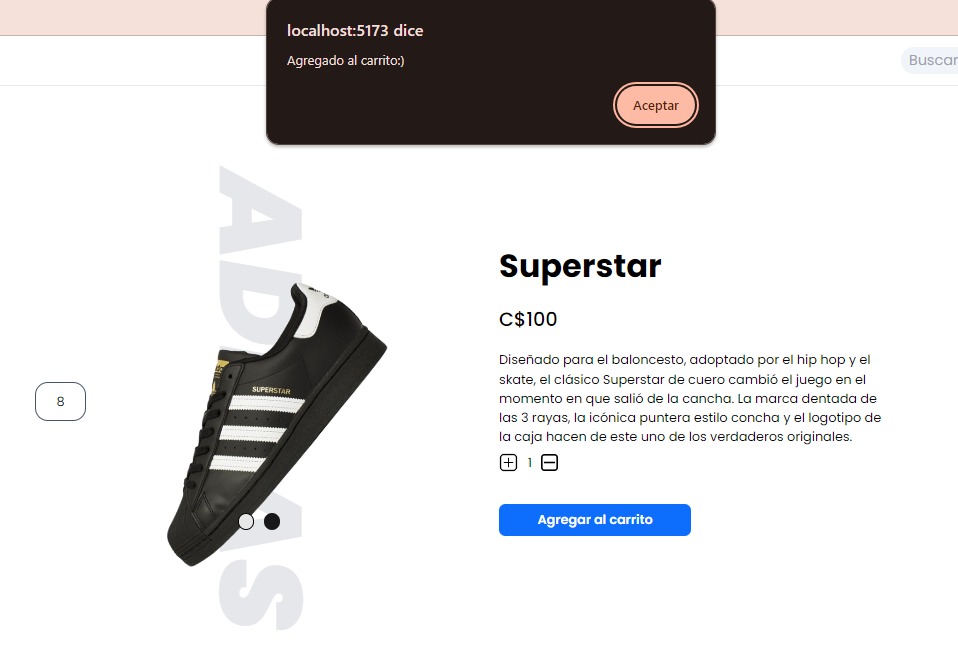 localhost:5173 dice
Agregado al carrito:)
Aceptar
Buscar
ADIDAS
Superstar
C$100
Diseñado para el baloncesto, adoptado por el hip hop y el
skate, el clásico Superstar de cuero cambió el juego en el
momento en que salió de la cancha. La marca dentada de
las 3 rayas, la icónica puntera estilo concha y el logotipo de
la caja hacen de este uno de los verdaderos originales.
SUPERSTAR
8
1
Agregar al carrito